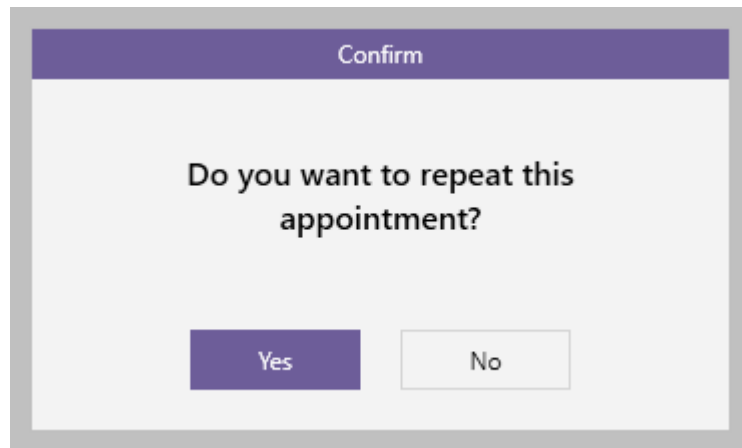 Confirm
Do you want to repeat this
appointment?
Yes
No